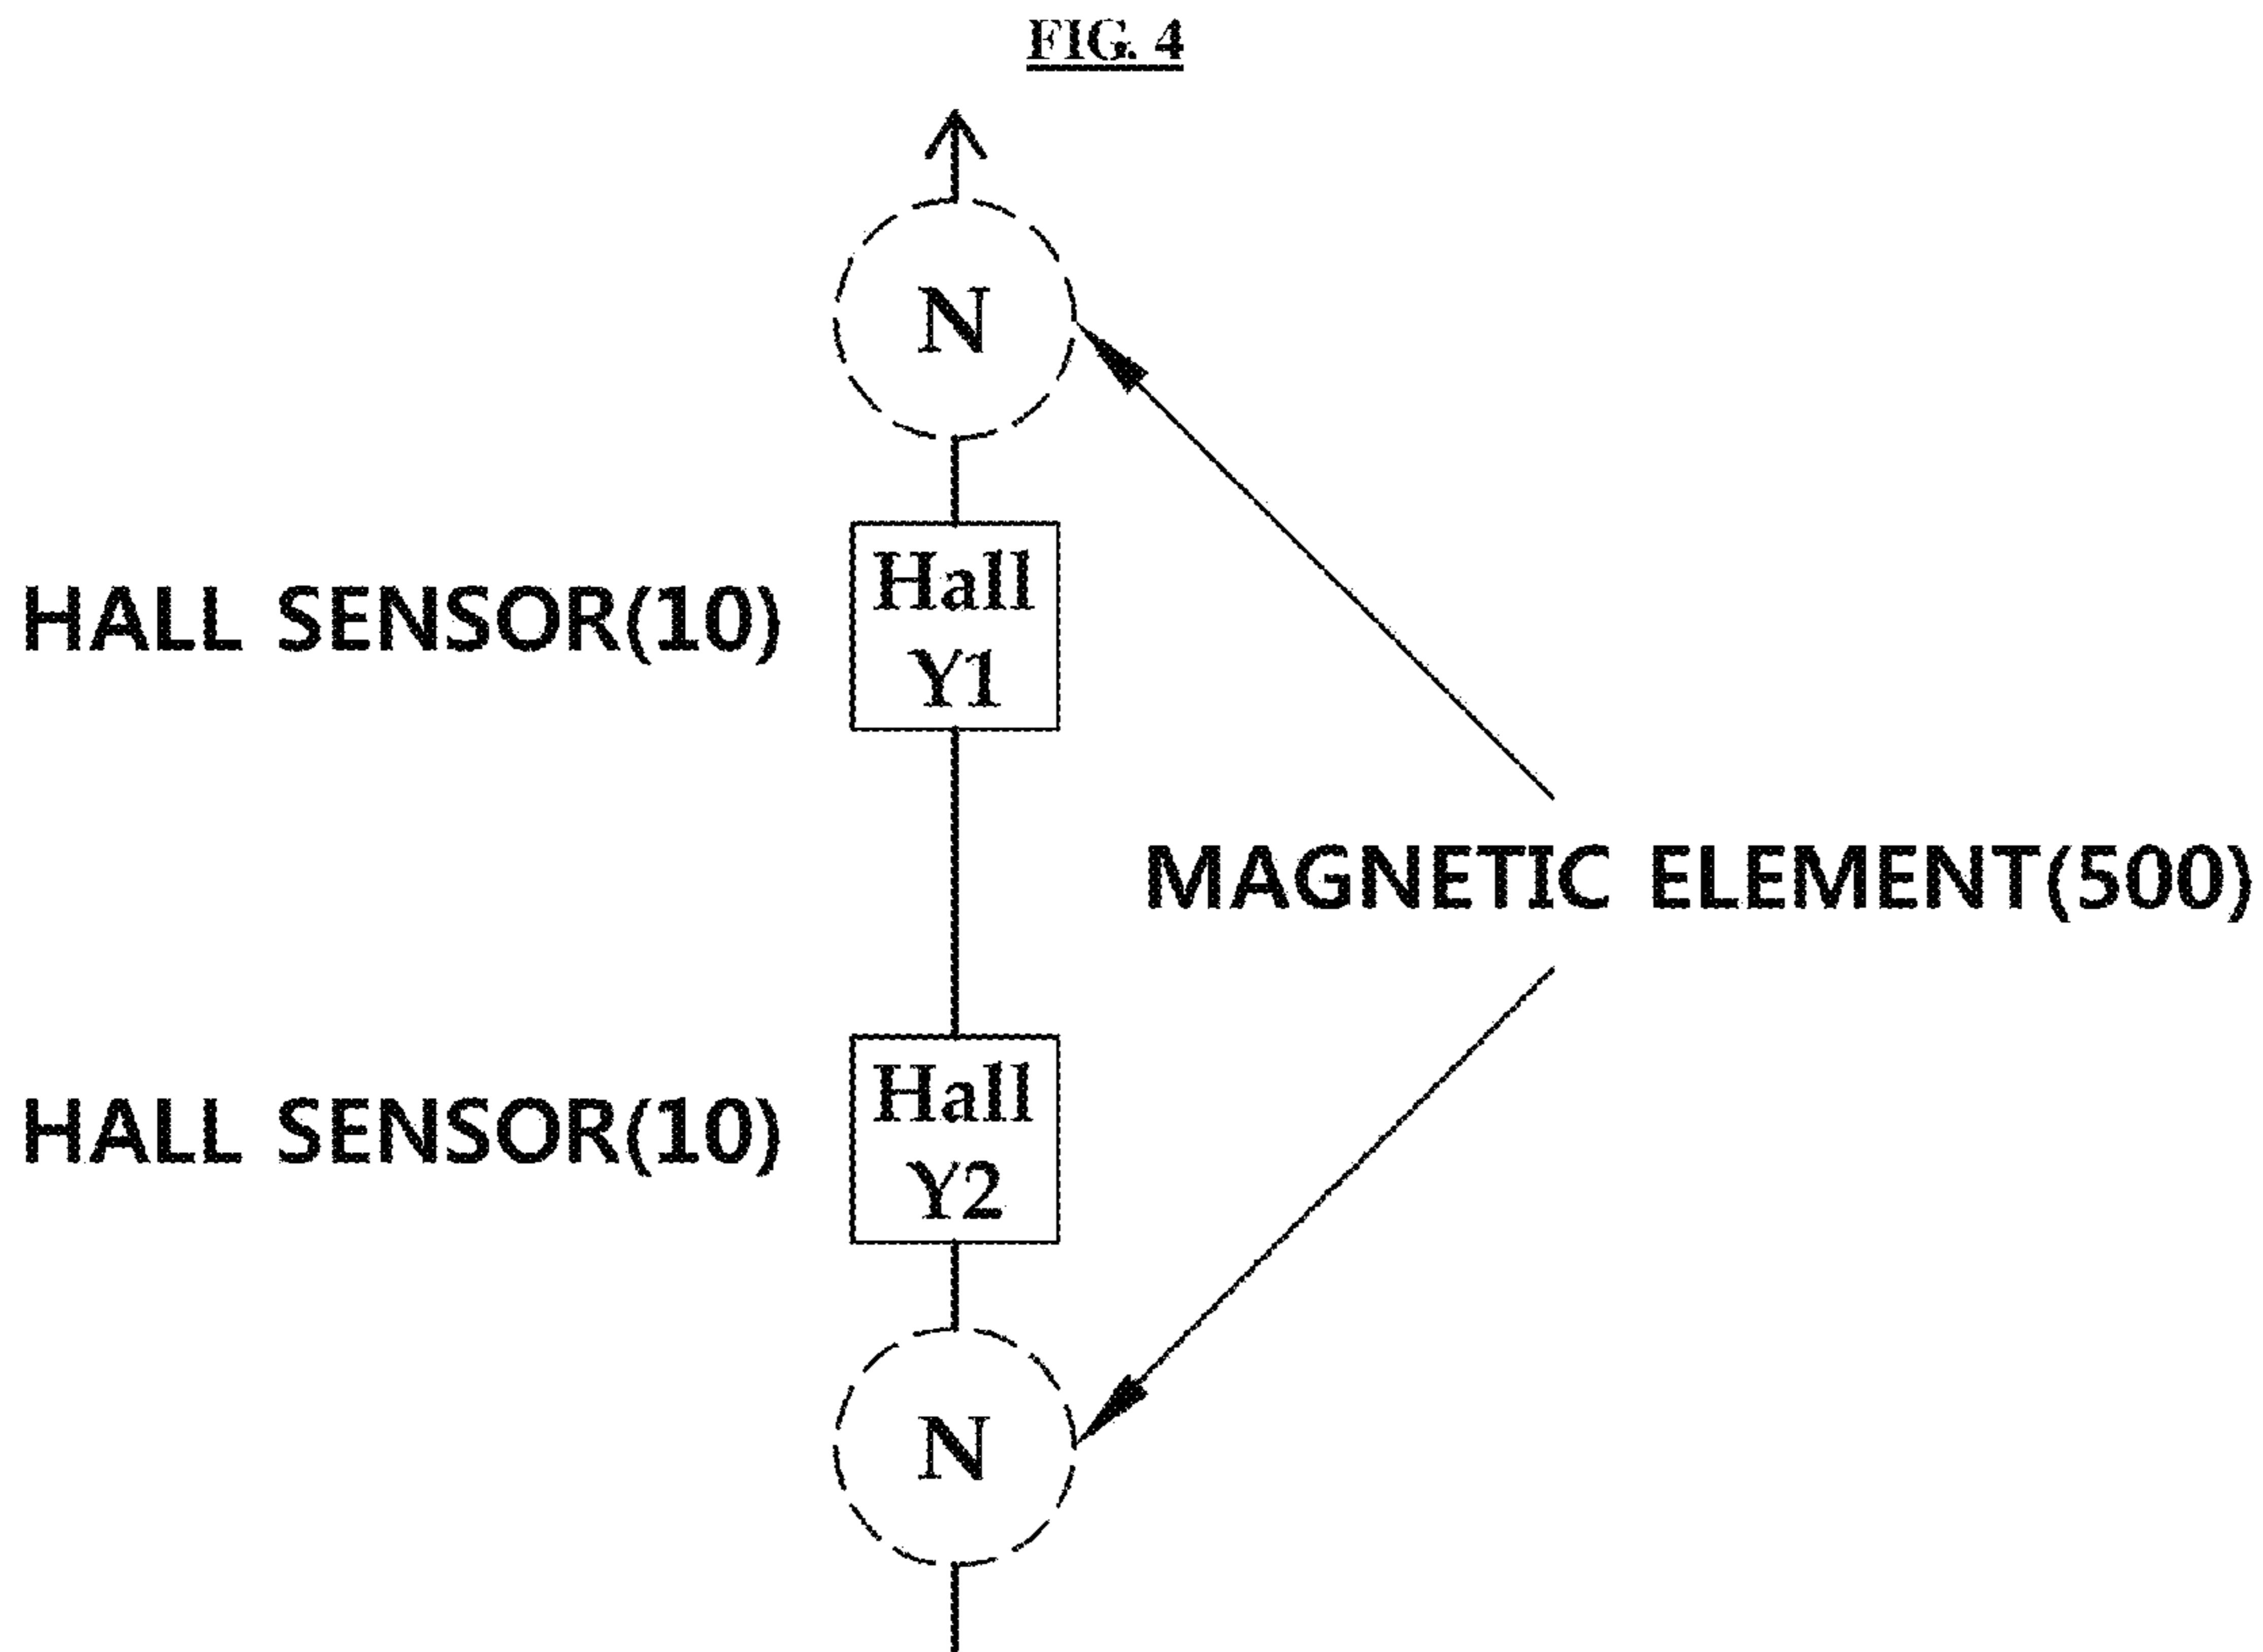 FIG. 4
N
HALL SENSOR(10)
Hall
Y1
MAGNETIC ELEMENT(500)
HALL SENSOR(10)
Hall
Y2
N